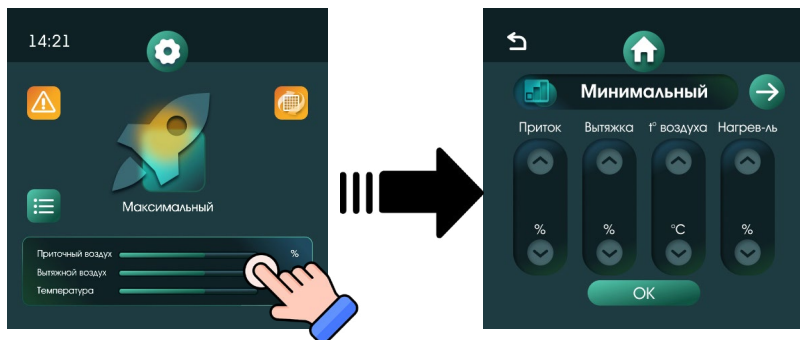 14:21
Максимальный
Приточный воздух %
Вытяжной воздух
Температура
Минимальный
Приток Вытяжка t° воздуха Нагрев-ль
% % °C %
OK